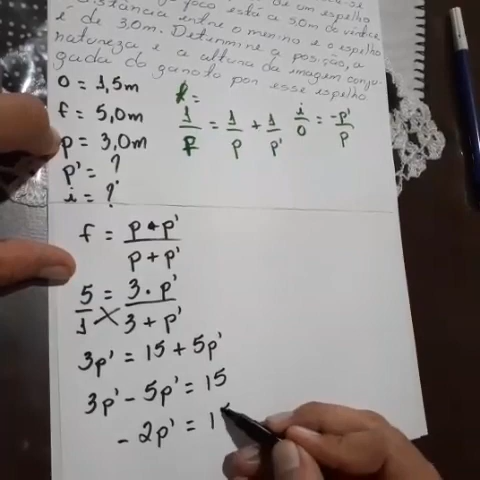 de um espelho
foco está a 5,0m do vértice
distância entre o menino e o espelho
é de 3,0m. Determine a posição, a
natureza e a altura da imagem conju-
gada do garoto por esse espelho
O = 1,5m
f = 5,0m
p = 3,0m
p' = ?
i = ?
f =
1/F = 1/p + 1/p' i/o = -p'/p
f = p * p' / p + p'
5/1 = 3 . p' / 3 + p'
3p' = 15 + 5p'
3p' - 5p' = 15
- 2p' = 15